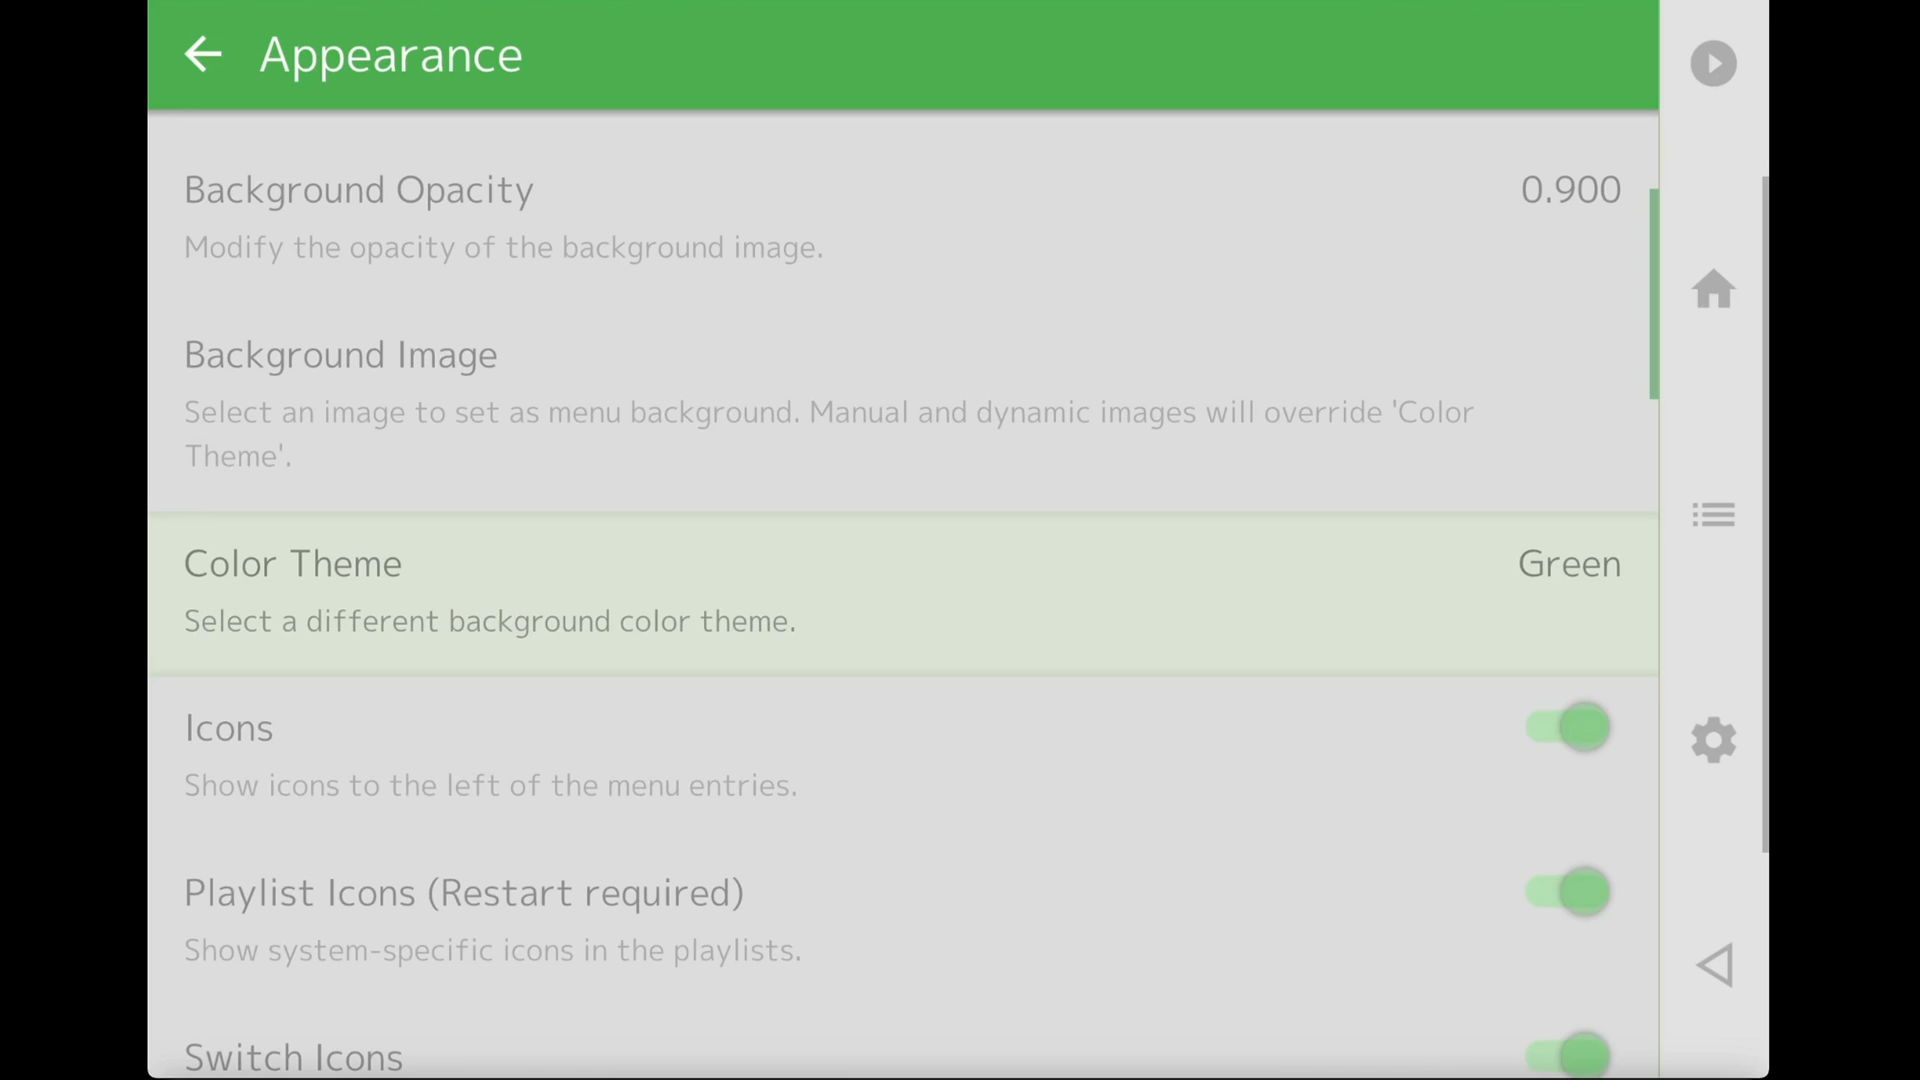 Appearance
Background Opacity 0.900
Modify the opacity of the background image.
Background Image
Select an image to set as menu background. Manual and dynamic images will override 'Color
Theme'.
Color Theme Green
Select a different background color theme.
Icons
Show icons to the left of the menu entries.
Playlist Icons (Restart required)
Show system-specific icons in the playlists.
Switch Icons